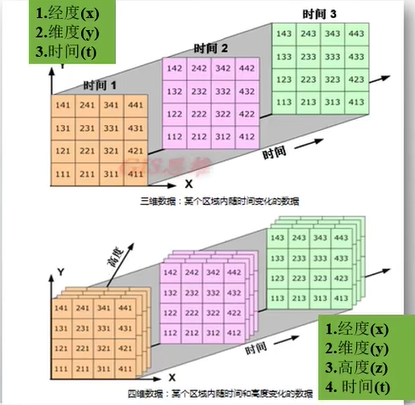 1.经度(x)
2.维度(y)
3.时间(t)
时间 3
143 243 343 443
133 233 333 433
123 223 323 423
113 213 313 413
时间 2
142 242 342 442
132 232 332 432
122 222 322 422
112 212 312 412
Y
时间 1
141 241 341 441
131 231 331 431
121 221 321 421
111 211 311 411
X
时间
三维数据：某个区域内随时间变化的数据
高度
143 243 343 443
133 233 333 433
123 223 323 423
113 213 313 413
142 242 342 442
132 232 332 432
122 222 322 422
112 212 312 412
Y
141 241 341 441
131 231 331 431
121 221 321 421
111 211 311 411
X
时间
四维数据：某个区域内随时间和高度变化的数据
1.经度(x)
2.维度(y)
3.高度(z)
4. 时间(t)